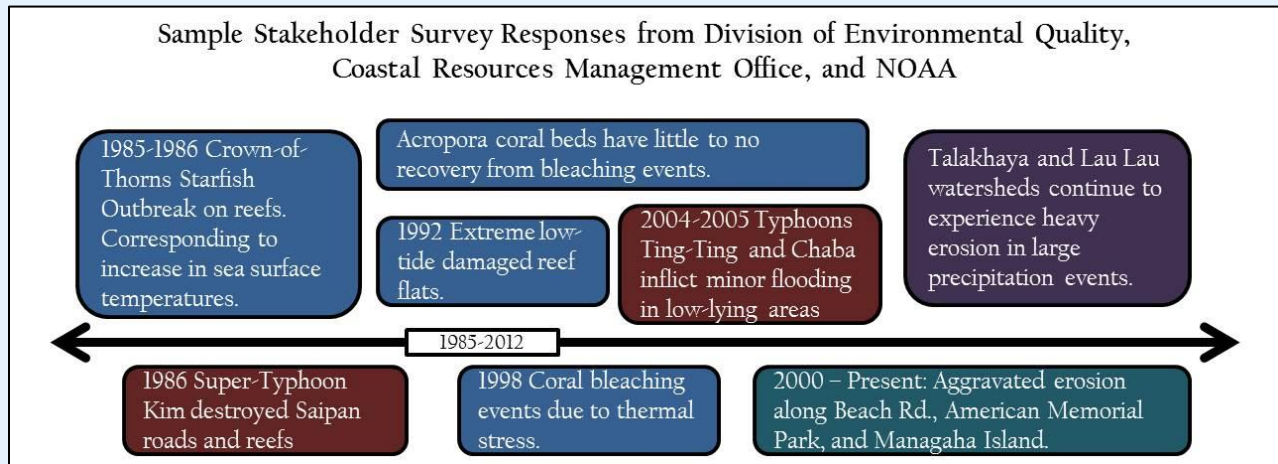 Sample Stakeholder Survey Responses from Division of Environmental Quality,
Coastal Resources Management Office, and NOAA
1985-1986 Crown-of-
Thorns Starfish
Outbreak on reefs.
Corresponding to
increase in sea surface
temperatures.
Acropora coral beds have little to no
recovery from bleaching events.
1992 Extreme low-
tide damaged reef
flats.
2004-2005 Typhoons
Ting-Ting and Chaba
inflict minor flooding
in low-lying areas
Talakhaya and Lau Lau
watersheds continue to
experience heavy
erosion in large
precipitation events.
1985-2012
1986 Super-Typhoon
Kim destroyed Saipan
roads and reefs
1998 Coral bleaching
events due to thermal
stress.
2000 – Present: Aggravated erosion
along Beach Rd., American Memorial
Park, and Managaha Island.